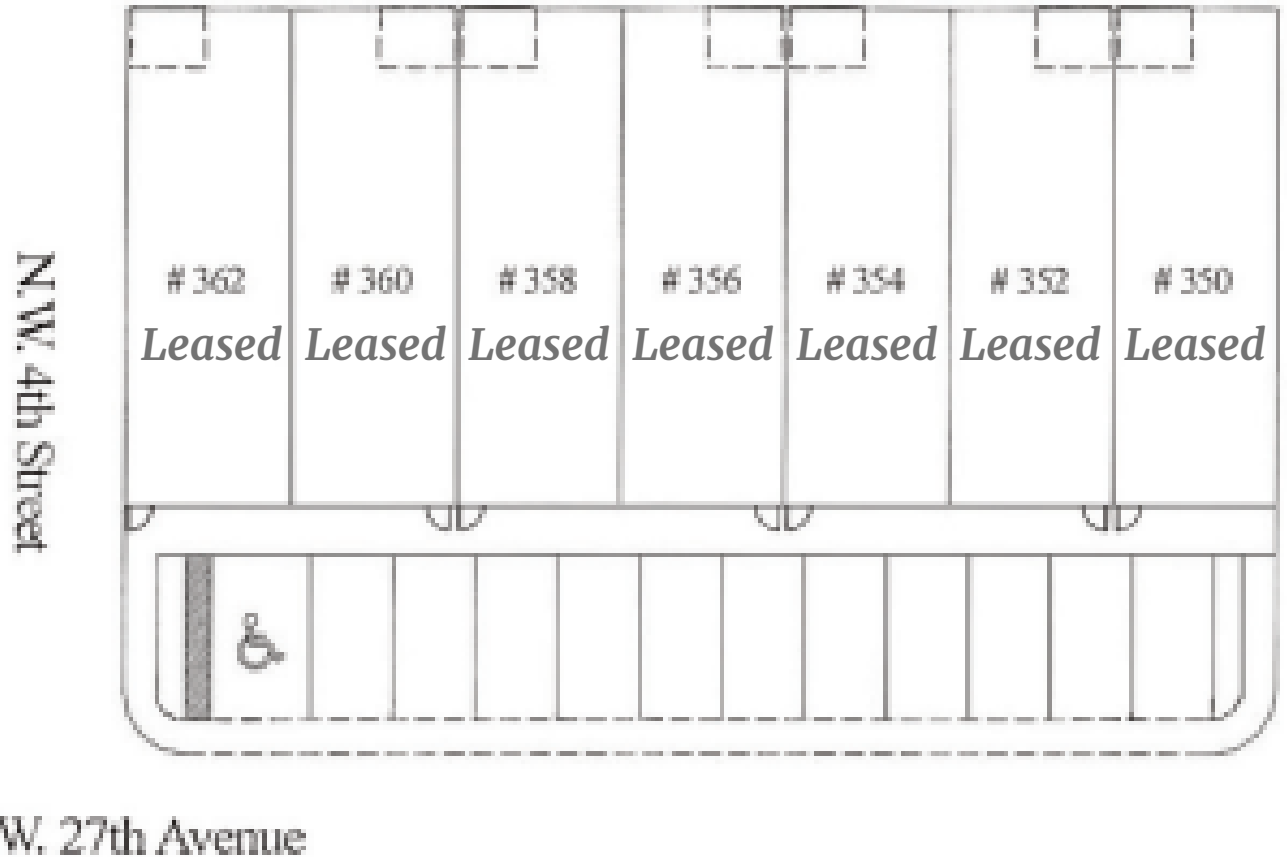 # 362 # 360 # 358 # 356 # 354 # 352 # 350
Leased Leased Leased Leased Leased Leased Leased
N.W. 4th Street
W. 27th Avenue